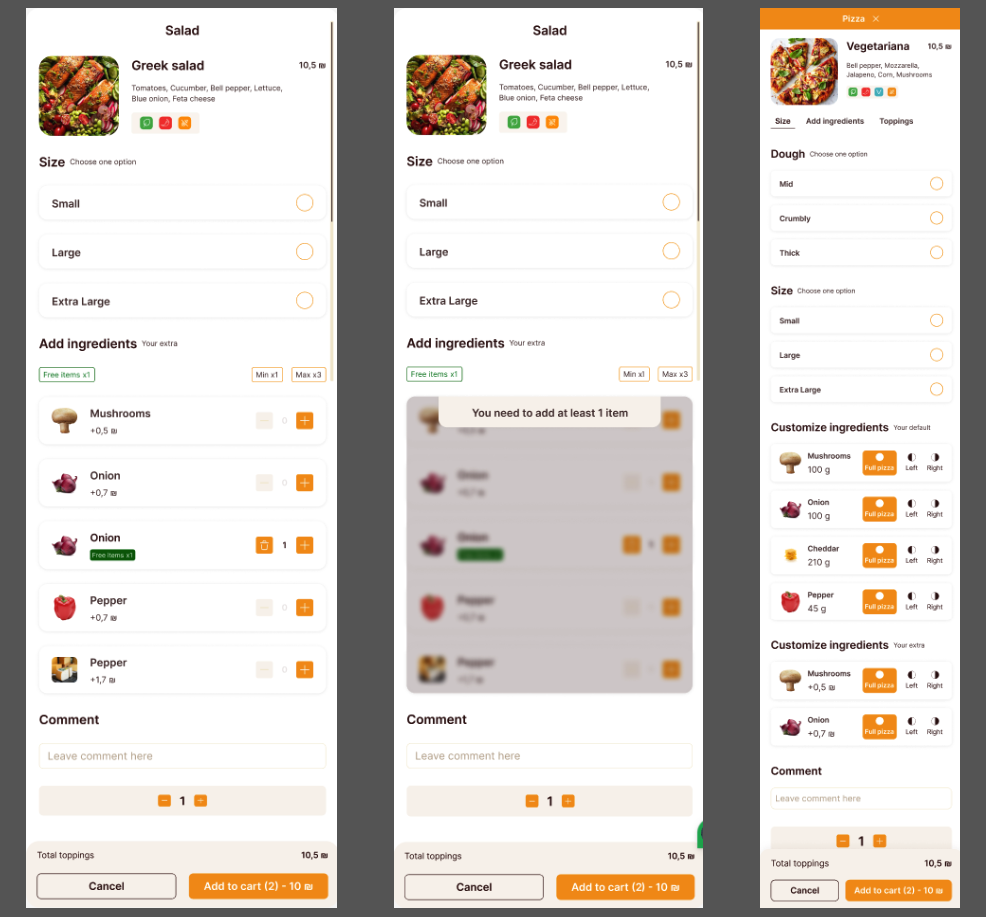 Salad
Greek salad
10,5 ₪
Tomatoes, Cucumber, Bell pepper, Lettuce,
Blue onion, Feta cheese
Size Choose one option
Small
Large
Extra Large
Add ingredients Your extra
Free items x1
Min x1
Max x3
Mushrooms
+0,5 ₪
0
Onion
+0,7 ₪
0
Onion
Free items x1
1
Pepper
+0,7 ₪
0
Pepper
+1,7 ₪
0
Comment
Leave comment here
1
Total toppings
10,5 ₪
Cancel
Add to cart (2) - 10 ₪
Salad
Greek salad
10,5 ₪
Tomatoes, Cucumber, Bell pepper, Lettuce,
Blue onion, Feta cheese
Size Choose one option
Small
Large
Extra Large
Add ingredients Your extra
Free items x1
Min x1
Max x3
You need to add at least 1 item
Onion
Onion
Pepper
Pepper
Comment
Leave comment here
1
Total toppings
10,5 ₪
Cancel
Add to cart (2) - 10 ₪
Pizza
Vegetariana
10,5 ₪
Bell pepper, Mozzarella,
Jalapeno, Corn, Mushrooms
Size
Add ingredients
Toppings
Dough Choose one option
Mid
Crumbly
Thick
Size Choose one option
Small
Large
Extra Large
Customize ingredients Your default
Mushrooms
100 g
Full pizza
Left
Right
Onion
100 g
Full pizza
Left
Right
Cheddar
210 g
Full pizza
Left
Right
Pepper
45 g
Full pizza
Left
Right
Customize ingredients Your extra
Mushrooms
+0,5 ₪
Full pizza
Left
Right
Onion
+0,7 ₪
Full pizza
Left
Right
Comment
Leave comment here
1
Total toppings
10,5 ₪
Cancel
Add to cart (2) - 10 ₪